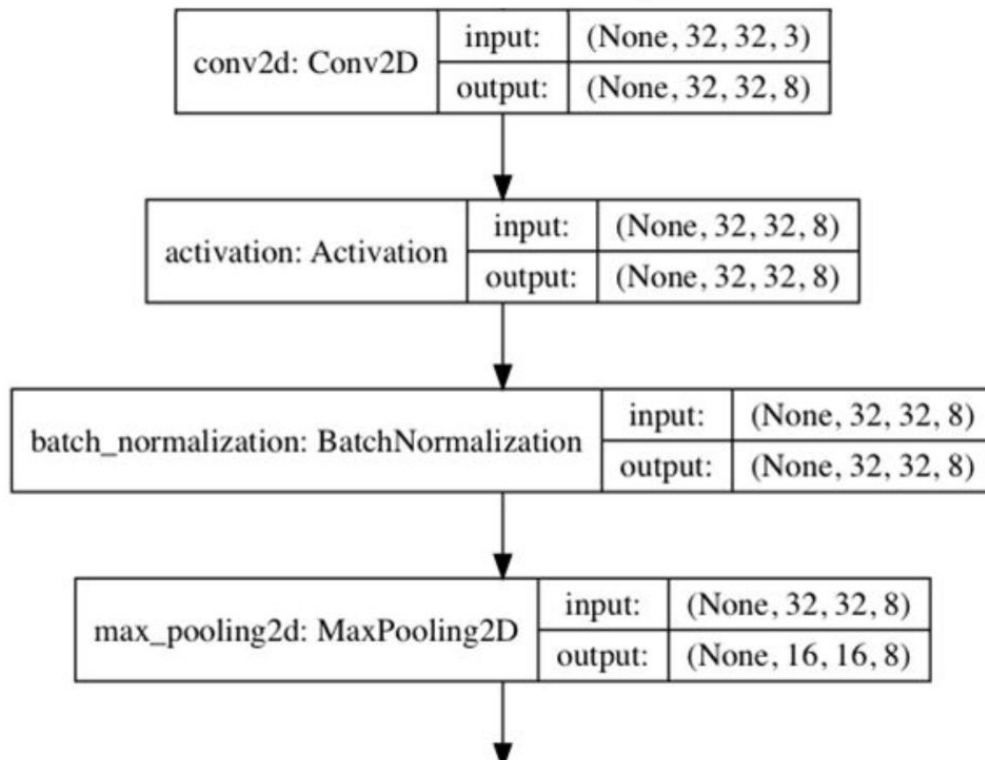 conv2d: Conv2D
input: (None, 32, 32, 3)
output: (None, 32, 32, 8)
activation: Activation
input: (None, 32, 32, 8)
output: (None, 32, 32, 8)
batch_normalization: BatchNormalization
input: (None, 32, 32, 8)
output: (None, 32, 32, 8)
max_pooling2d: MaxPooling2D
input: (None, 32, 32, 8)
output: (None, 16, 16, 8)